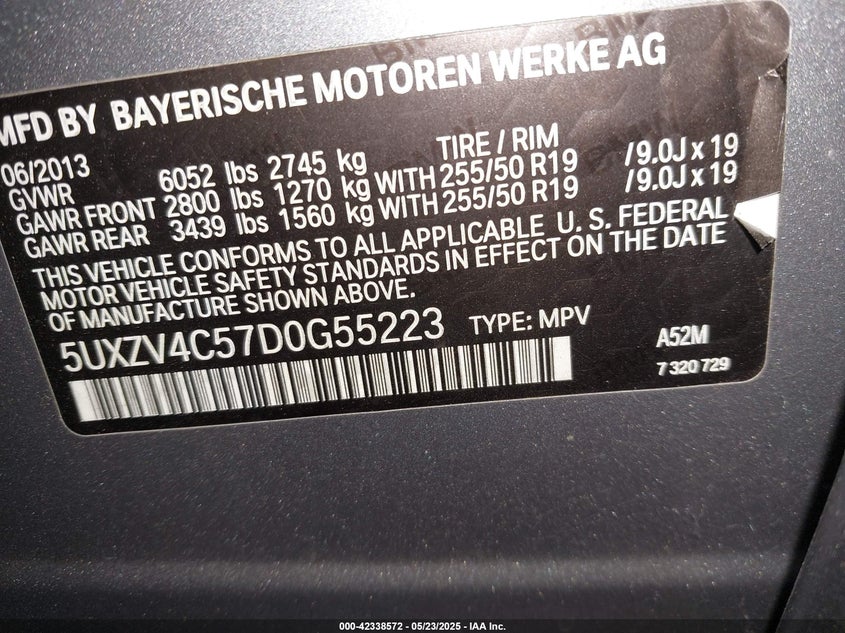 MFD BY BAYERISCHE MOTOREN WERKE AG
06/2013 TIRE / RIM
GVWR 6052 lbs 2745 kg
GAWR FRONT 2800 lbs 1270 kg WITH 255/50 R19 /9.0J x 19
GAWR REAR 3439 lbs 1560 kg WITH 255/50 R19 /9.0J x 19
THIS VEHICLE CONFORMS TO ALL APPLICABLE U. S. FEDERAL
MOTOR VEHICLE SAFETY STANDARDS IN EFFECT ON THE DATE
OF MANUFACTURE SHOWN ABOVE.
5UXZV4C57D0G55223 TYPE: MPV A52M
7 320 729
000-42338572 — 05/23/2025 — IAA Inc.